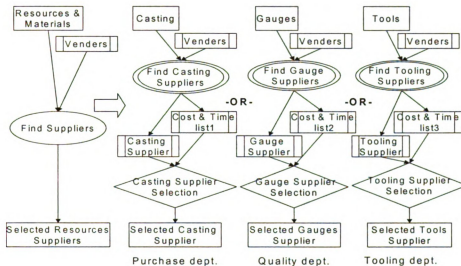 Resources &
Materials
Venders
Find Suppliers
Selected Resources
Suppliers
Casting
Venders
Find Casting
Suppliers
-OR-
Cost & Time
list1
Casting
Supplier
Casting Supplier
Selection
Selected Casting
Supplier
Purchase dept.
Gauges
Venders
Find Gauge
Suppliers
-OR-
Cost & Time
list2
Gauge
Supplier
Gauge Supplier
Selection
Selected Gauges
Supplier
Quality dept.
Tools
Venders
Find Tooling
Suppliers
Cost & Time
list3
Tooling
Supplier
Tooling Supplier
Selection
Selected Tools
Supplier
Tooling dept.